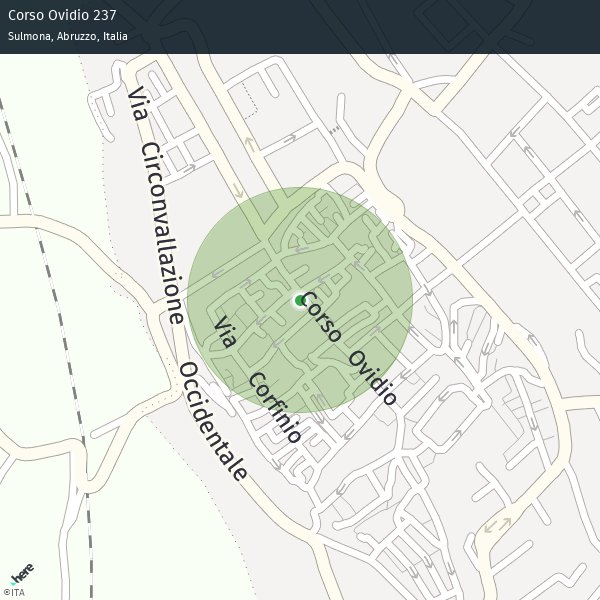 Corso Ovidio 237
Sulmona, Abruzzo, Italia
Via Circonvallazione Occidentale
Corso Ovidio
Via Corfinio
here
©ITA